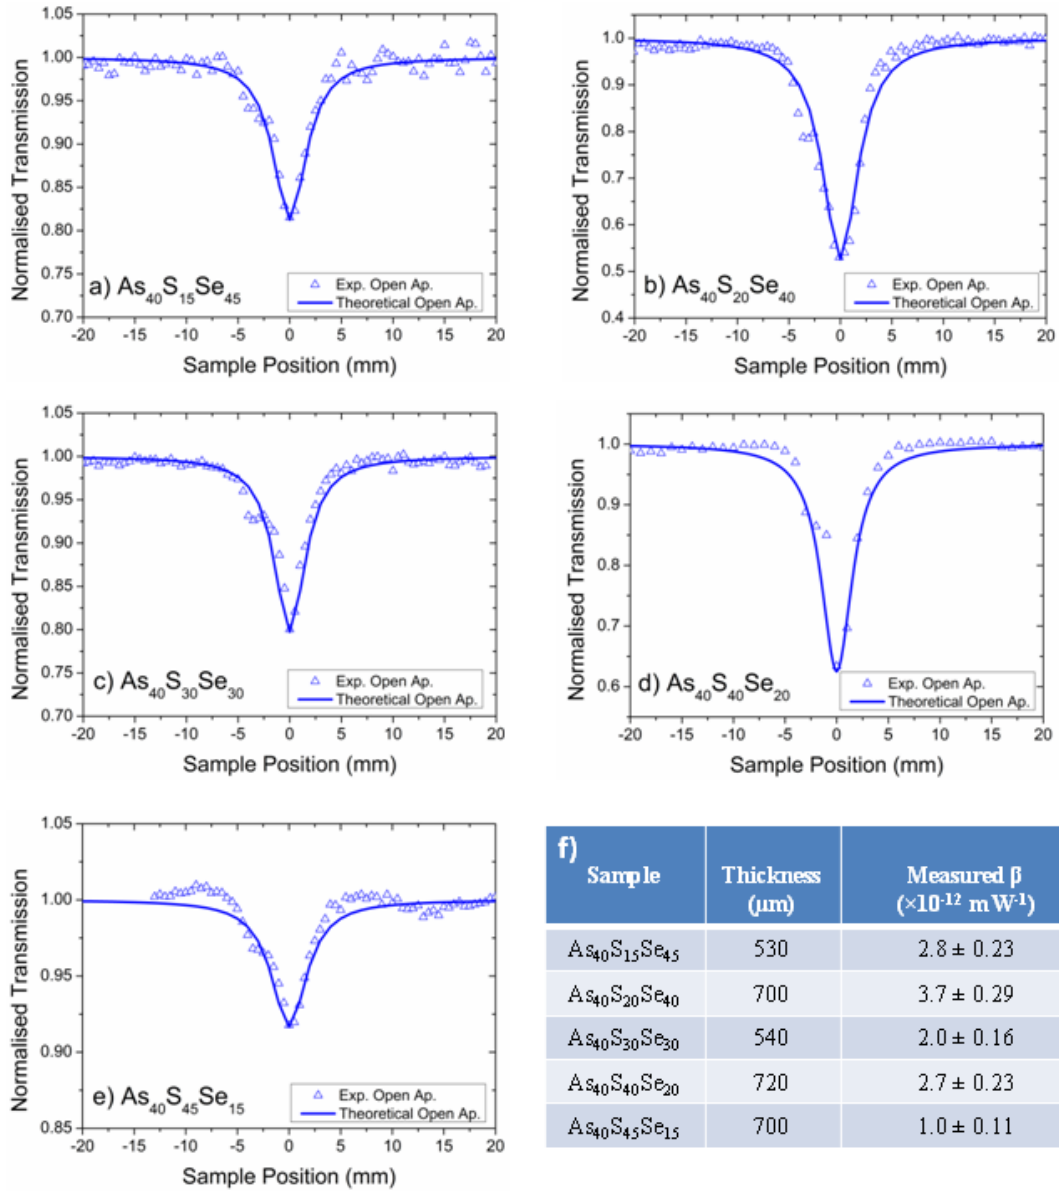 1.05
1.00
0.95
0.90
0.85
0.80
0.75
0.70
Normalised Transmission
a) As₄₀S₁₅Se₄₅
Exp. Open Ap.
Theoretical Open Ap.
-20 -15 -10 -5 0 5 10 15 20
Sample Position (mm)
1.0
0.9
0.8
0.7
0.6
0.5
0.4
Normalised Transmission
b) As₄₀S₂₀Se₄₀
Exp. Open Ap.
Theoretical Open Ap.
-20 -15 -10 -5 0 5 10 15 20
Sample Position (mm)
1.05
1.00
0.95
0.90
0.85
0.80
0.75
0.70
Normalised Transmission
c) As₄₀S₃₀Se₃₀
Exp. Open Ap.
Theoretical Open Ap.
-20 -15 -10 -5 0 5 10 15 20
Sample Position (mm)
1.0
0.9
0.8
0.7
0.6
Normalised Transmission
d) As₄₀S₄₀Se₂₀
Exp. Open Ap.
Theoretical Open Ap.
-20 -15 -10 -5 0 5 10 15 20
Sample Position (mm)
1.05
1.00
0.95
0.90
0.85
Normalised Transmission
e) As₄₀S₄₅Se₁₅
Exp. Open Ap.
Theoretical Open Ap.
-20 -15 -10 -5 0 5 10 15 20
Sample Position (mm)
f)
Sample Thickness Measured β
(μm) (×10⁻¹² m W⁻¹)
As₄₀S₁₅Se₄₅ 530 2.8 ± 0.23
As₄₀S₂₀Se₄₀ 700 3.7 ± 0.29
As₄₀S₃₀Se₃₀ 540 2.0 ± 0.16
As₄₀S₄₀Se₂₀ 720 2.7 ± 0.23
As₄₀S₄₅Se₁₅ 700 1.0 ± 0.11